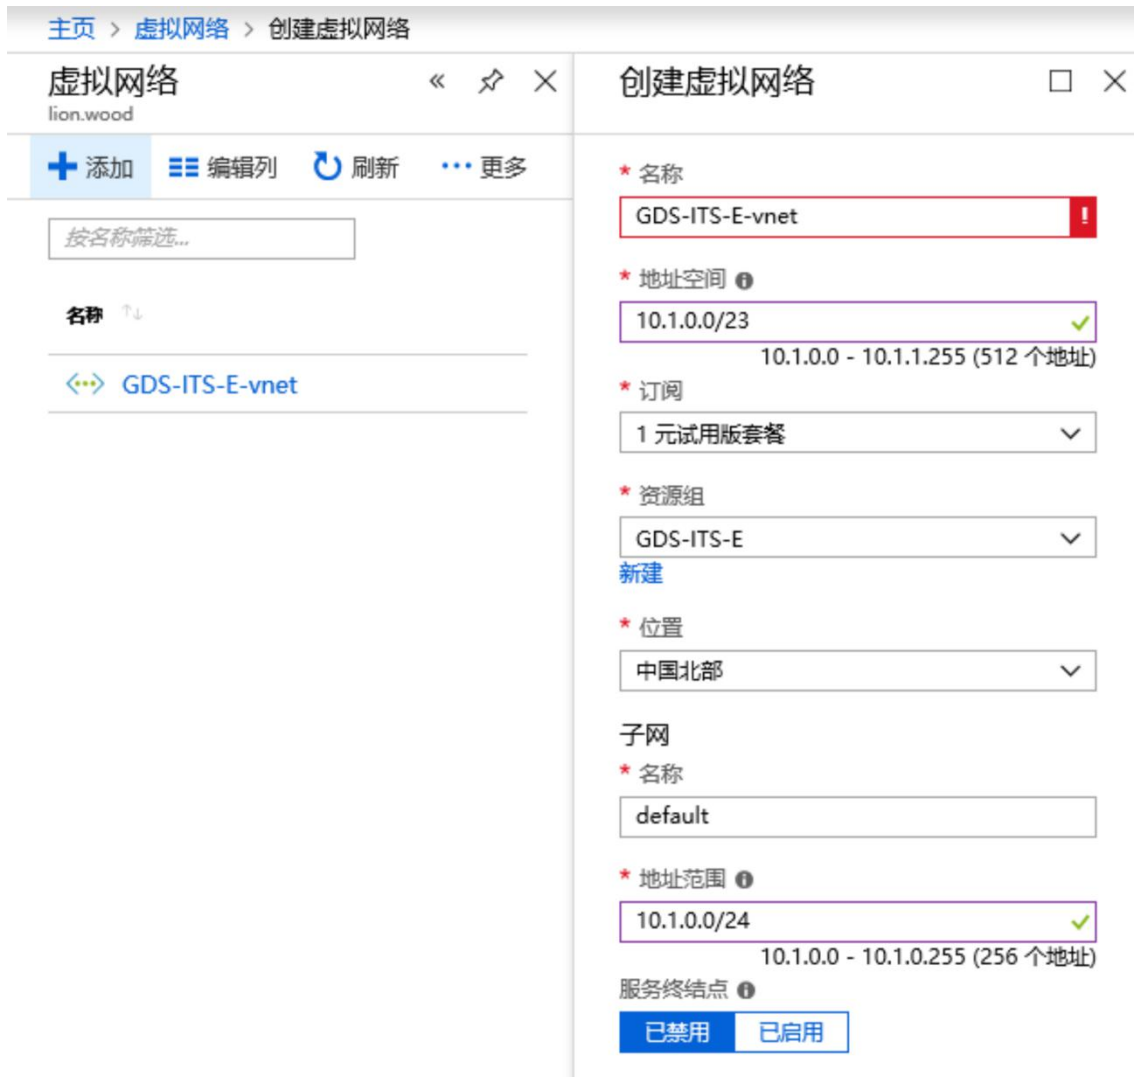 主页 > 虚拟网络 > 创建虚拟网络
虚拟网络
lion.wood
添加 编辑列 刷新 更多
按名称筛选...
名称
GDS-ITS-E-vnet
创建虚拟网络
* 名称
GDS-ITS-E-vnet
* 地址空间
10.1.0.0/23
10.1.0.0 - 10.1.1.255 (512 个地址)
* 订阅
1 元试用版套餐
* 资源组
GDS-ITS-E
新建
* 位置
中国北部
子网
* 名称
default
* 地址范围
10.1.0.0/24
10.1.0.0 - 10.1.0.255 (256 个地址)
服务终结点
已禁用 已启用